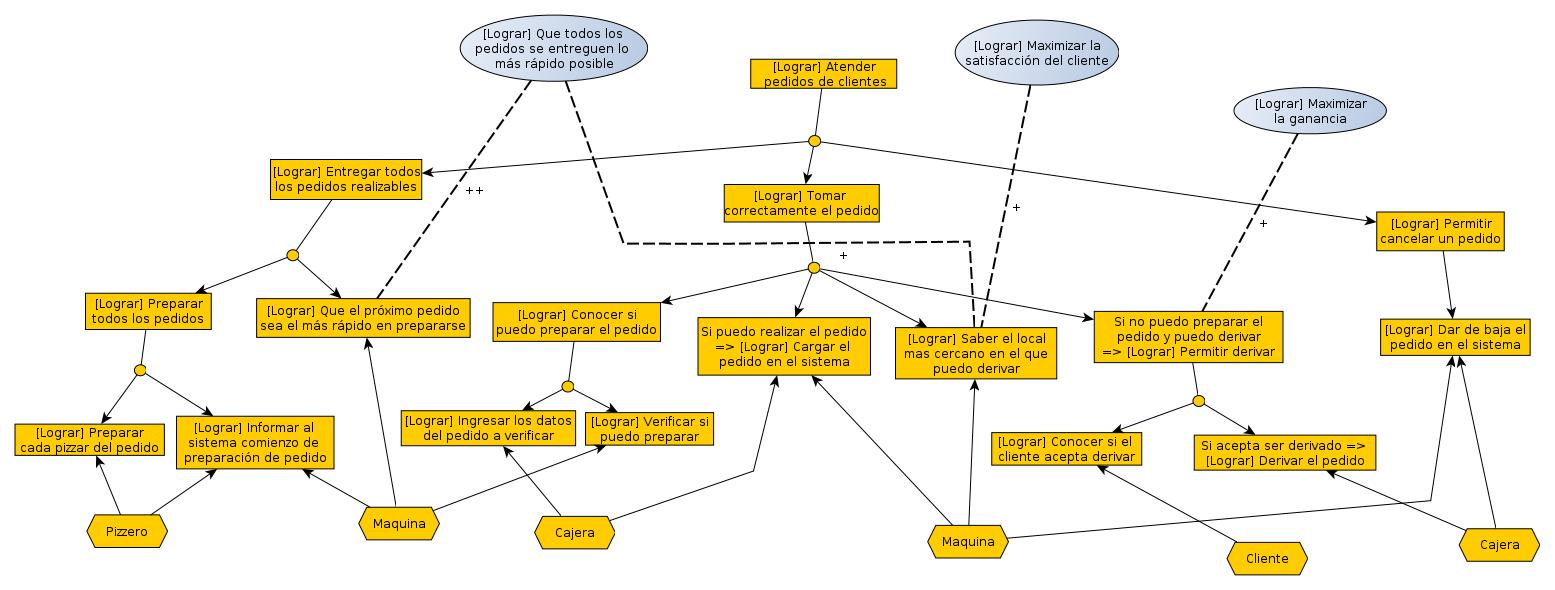 [Lograr] Que todos los
pedidos se entreguen lo
más rápido posible
[Lograr] Maximizar la
satisfacción del cliente
[Lograr] Atender
pedidos de clientes
[Lograr] Maximizar
la ganancia
[Lograr] Entregar todos
los pedidos realizables
++
[Lograr] Tomar
correctamente el pedido
+
+
[Lograr] Permitir
cancelar un pedido
+
[Lograr] Preparar
todos los pedidos
[Lograr] Que el próximo pedido
sea el más rápido en prepararse
[Lograr] Conocer si
puedo preparar el pedido
Si puedo realizar el pedido
=> [Lograr] Cargar el
pedido en el sistema
[Lograr] Saber el local
mas cercano en el que
puedo derivar
Si no puedo preparar el
pedido y puedo derivar
=> [Lograr] Permitir derivar
[Lograr] Dar de baja el
pedido en el sistema
[Lograr] Preparar
cada pizzar del pedido
[Lograr] Informar al
sistema comienzo de
preparación de pedido
[Lograr] Ingresar los datos
del pedido a verificar
[Lograr] Verificar si
puedo preparar
[Lograr] Conocer si el
cliente acepta derivar
Si acepta ser derivado =>
[Lograr] Derivar el pedido
Pizzero
Maquina
Cajera
Maquina
Cliente
Cajera